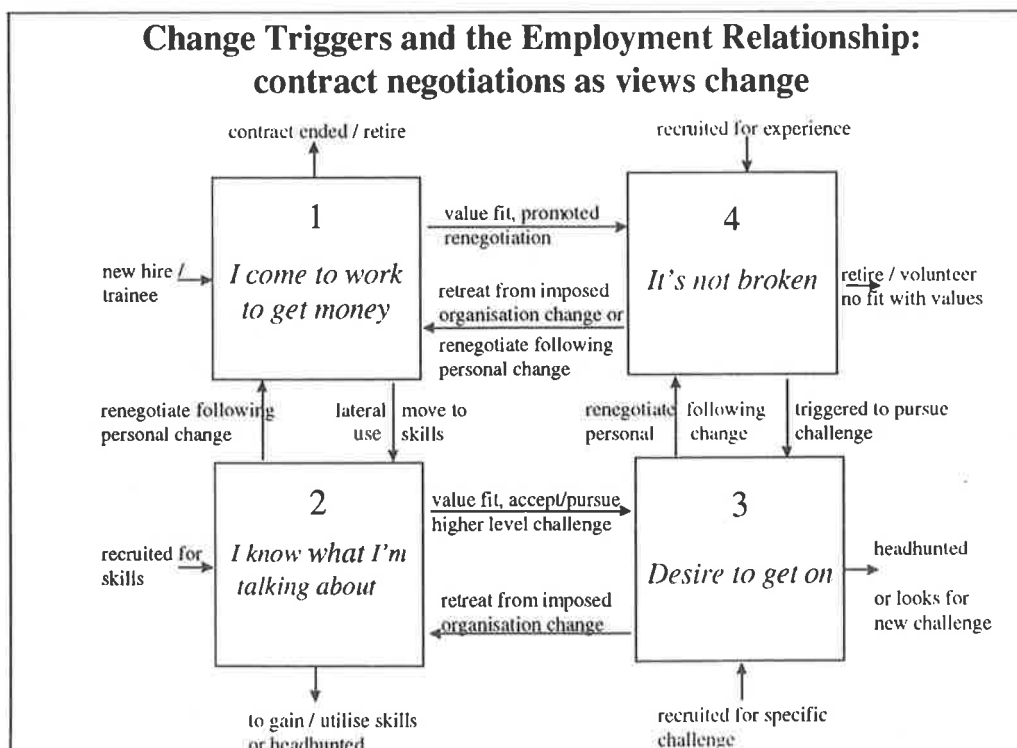 Change Triggers and the Employment Relationship:
contract negotiations as views change
contract ended / retire
recruited for experience
1
I come to work
to get money
value fit, promoted
renegotiation
4
It's not broken
new hire /
trainee
retreat from imposed
organisation change or
renegotiate following
personal change
retire / volunteer
no fit with values
renegotiate following
personal change
lateral move to
use skills
renegotiate following
personal change
triggered to pursue
challenge
2
I know what I'm
talking about
value fit, accept/pursue
higher level challenge
3
Desire to get on
recruited for
skills
retreat from imposed
organisation change
headhunted
or looks for
new challenge
to gain / utilise skills
or headhunted
recruited for specific
challenge